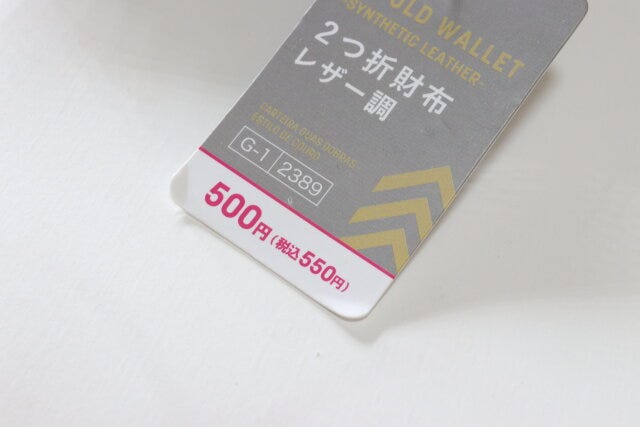 WALLET
-SYNTHETIC LEATHER-
2つ折財布
レザー調
CARTEIRA DUAS DOBRAS
ESTILO DE COURO
G-1 2389
500円(税込550円)